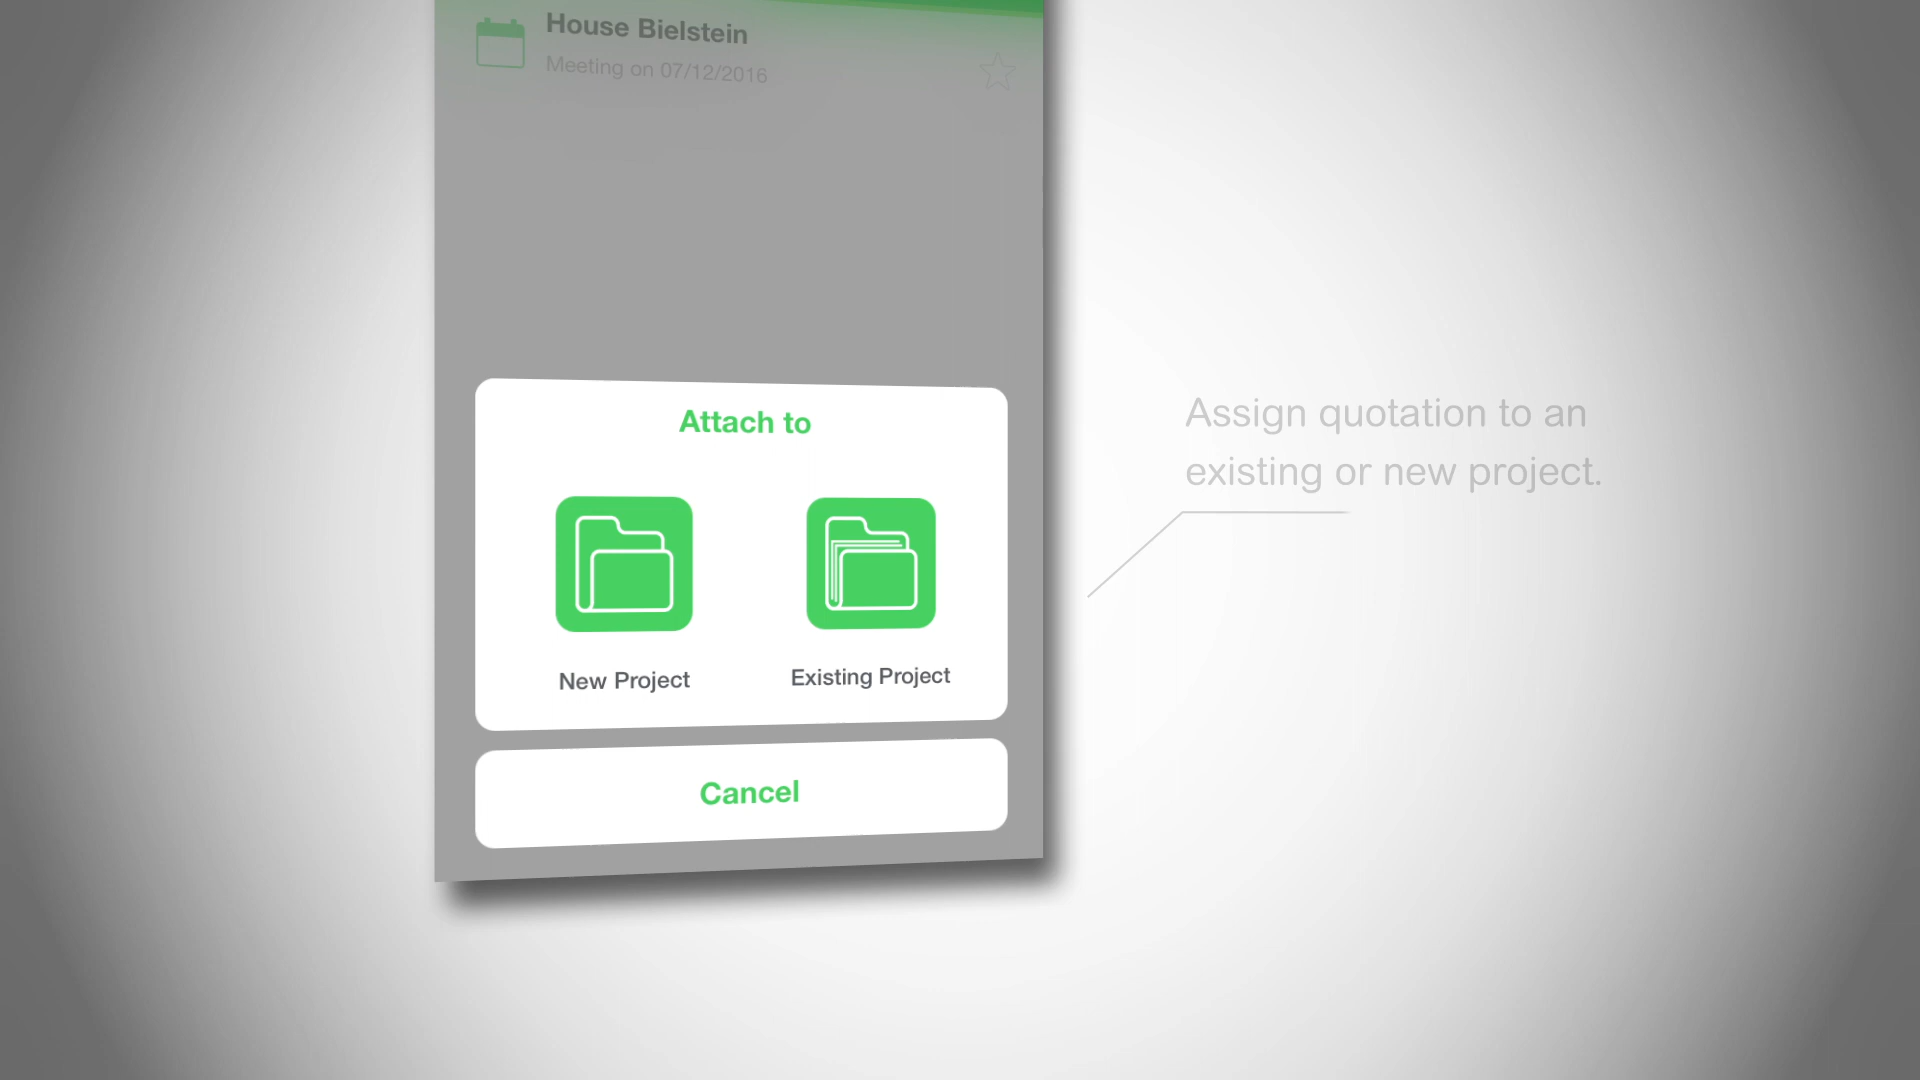 House Bielstein
Meeting on 07/12/2016
Attach to
New Project
Existing Project
Cancel
Assign quotation to an
existing or new project.